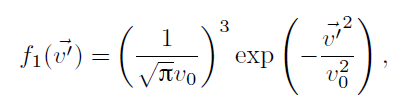 $f_1(\vec{v'}) = \left( \frac{1}{\sqrt{\pi} v_0} \right)^3 \exp \left( - \frac{\vec{v'}^2}{v_0^2} \right),$